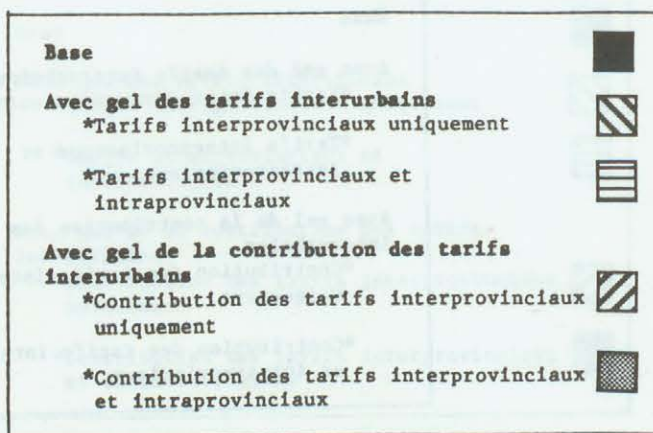 Base
Avec gel des tarifs interurbains
*Tarifs interprovinciaux uniquement
*Tarifs interprovinciaux et
intraprovinciaux
Avec gel de la contribution des tarifs
interurbains
*Contribution des tarifs interprovinciaux
uniquement
*Contribution des tarifs interprovinciaux
et intraprovinciaux